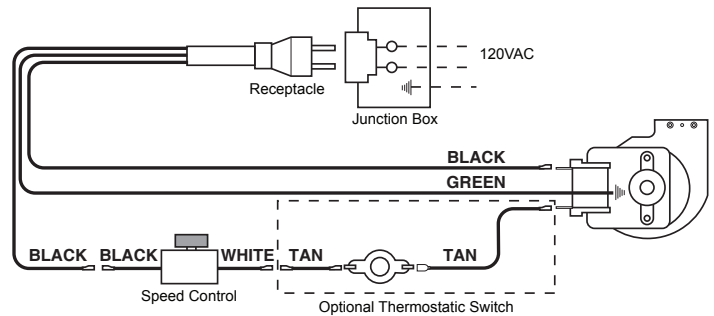 120VAC
Receptacle
Junction Box
BLACK
GREEN
BLACK BLACK WHITE TAN TAN
Speed Control
Optional Thermostatic Switch